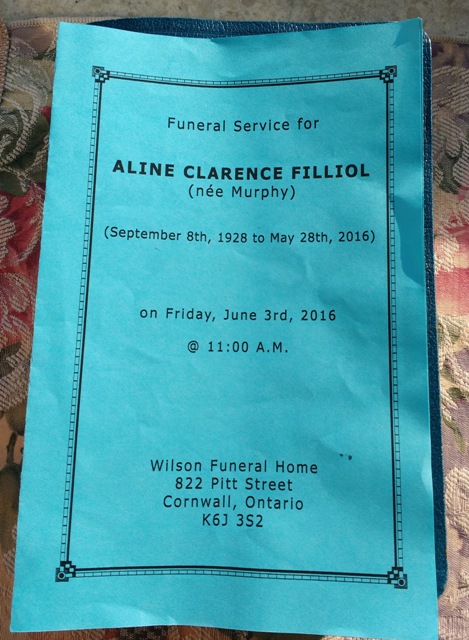 Funeral Service for
ALINE CLARENCE FILLIOL
(née Murphy)
(September 8th, 1928 to May 28th, 2016)
on Friday, June 3rd, 2016
@ 11:00 A.M.
Wilson Funeral Home
822 Pitt Street
Cornwall, Ontario
K6J 3S2